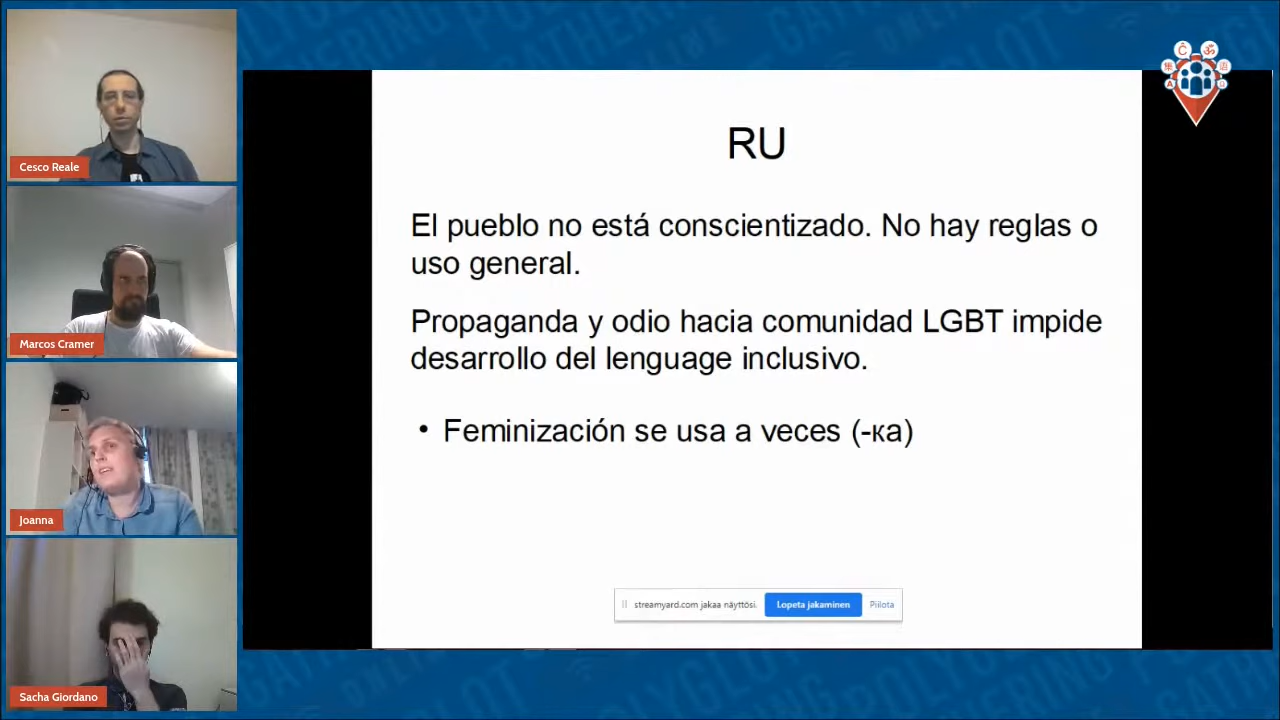 Cesco Reale
Marcos Cramer
Joanna
Sacha Giordano
RU
El pueblo no está conscientizado. No hay reglas o
uso general.
Propaganda y odio hacia comunidad LGBT impide
desarrollo del lenguage inclusivo.
• Feminización se usa a veces (-ка)
streamyard.com jakaa näyttösi.
Lopeta jakaminen
Piilota